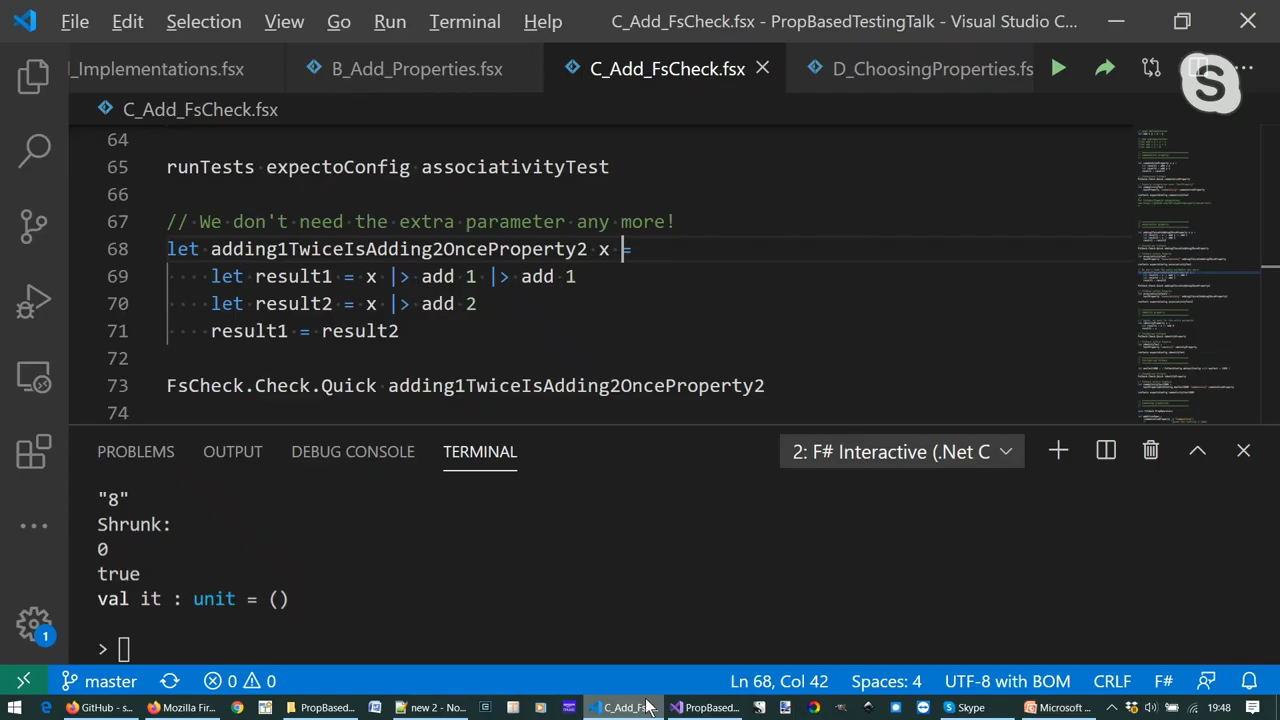 File Edit Selection View Go Run Terminal Help C_Add_FsCheck.fsx - PropBasedTestingTalk - Visual Studio C...
_Implementations.fsx B_Add_Properties.fsx C_Add_FsCheck.fsx D_ChoosingProperties.fs
C_Add_FsCheck.fsx
64
65 runTests expectoConfig associativityTest
66
67 // We don't need the extra parameter any more!
68 let adding1TwiceIsAdding2OnceProperty2 x =
69 let result1 = x |> add 1 |> add 1
70 let result2 = x |> add 2
71 result1 = result2
72
73 FsCheck.Check.Quick adding1TwiceIsAdding2OnceProperty2
74
PROBLEMS OUTPUT DEBUG CONSOLE TERMINAL 2: F# Interactive (.Net C
"8"
Shrunk:
0
true
val it : unit = ()
>
master 0 0 Ln 68, Col 42 Spaces: 4 UTF-8 with BOM CRLF F#
GitHub - s... Mozilla Firef... PropBased... new 2 - No... C_Add_Fs PropBased... Skype 19:48